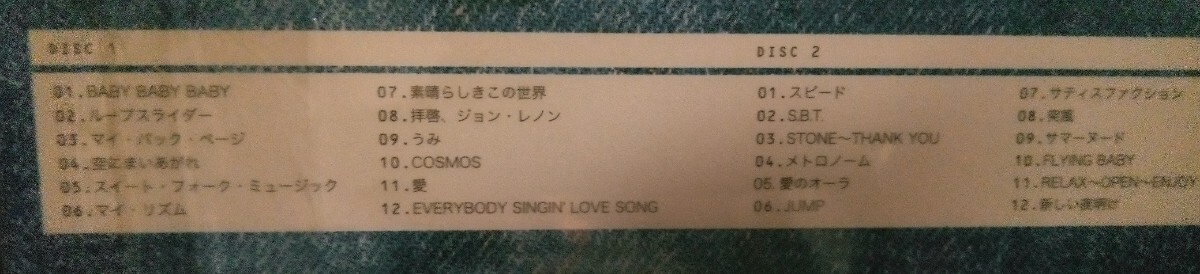 DISC 1
01.BABY BABY BABY
02.ループスライダー
03.マイ・バック・ページ
04.空にまいあがれ
05.スイート・フォーク・ミュージック
06.マイ・リズム
07.素晴らしきこの世界
08.拝啓、ジョン・レノン
09.うみ
10.COSMOS
11.愛
12.EVERYBODY SINGIN' LOVE SONG
DISC 2
01.スピード
02.S.B.T.
03.STONE〜THANK YOU
04.メトロノーム
05.愛のオーラ
06.JUMP
07.サティスファクション
08.突風
09.サマーヌード
10.FLYING BABY
11.RELAX〜OPEN〜ENJOY
12.新しい夜明け